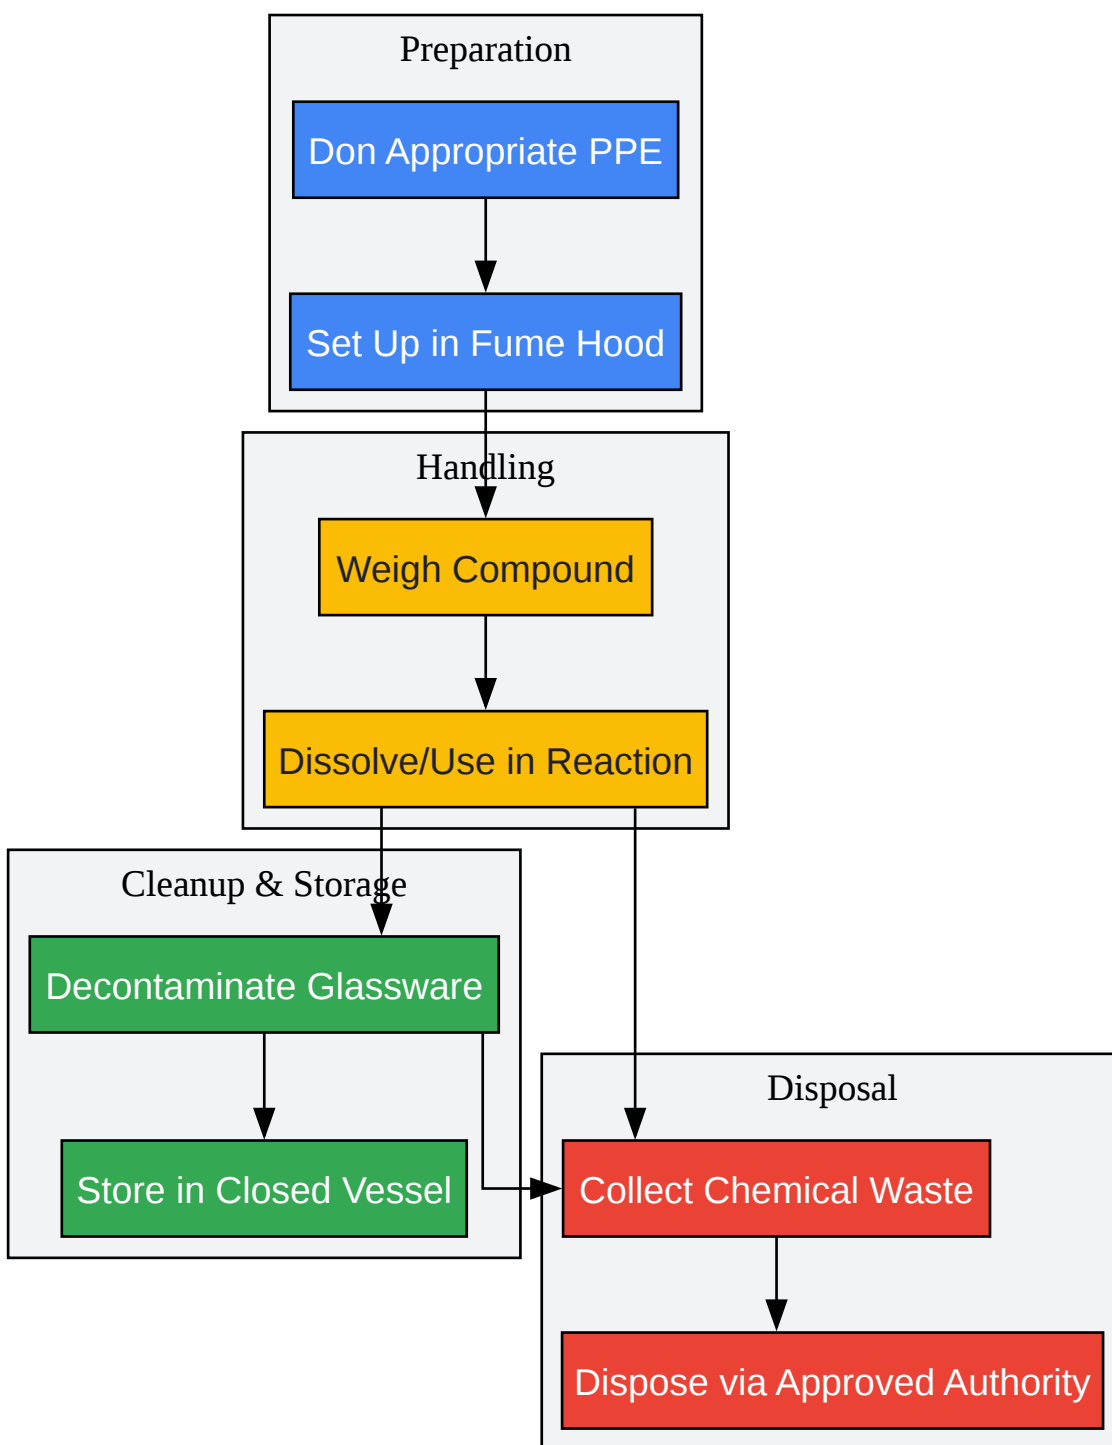 Preparation
Don Appropriate PPE
Set Up in Fume Hood
Handling
Weigh Compound
Dissolve/Use in Reaction
Cleanup & Storage
Decontaminate Glassware
Store in Closed Vessel
Disposal
Collect Chemical Waste
Dispose via Approved Authority